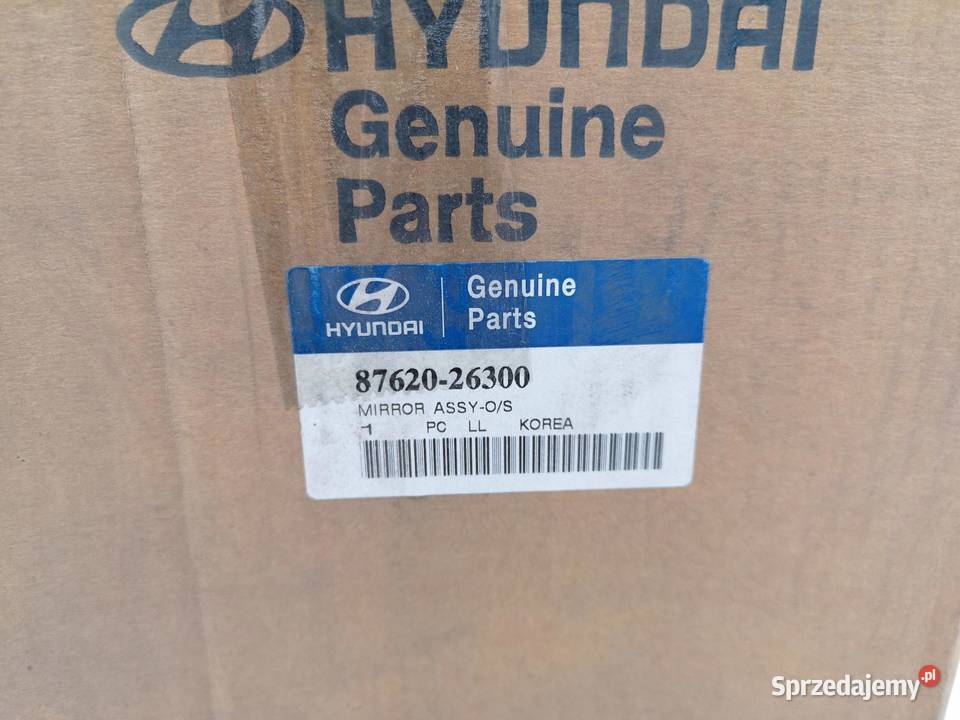 HYUNDAI
Genuine
Parts
HYUNDAI
Genuine
Parts
87620-26300
MIRROR ASSY-O/S
1 PC LL KOREA
Sprzedajemy.pl